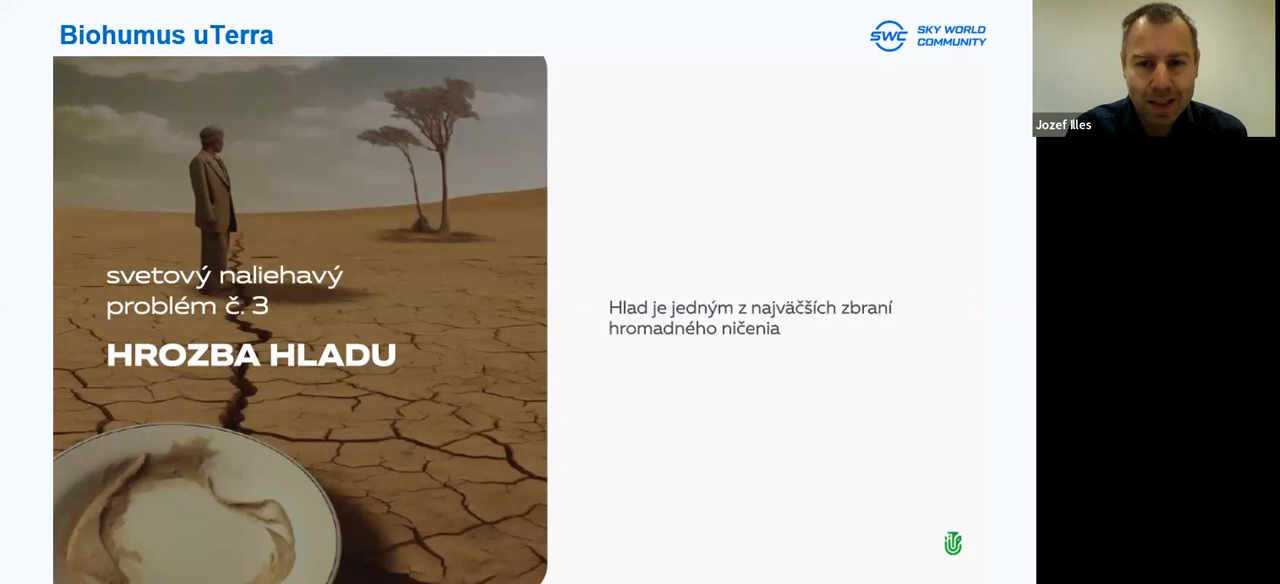 Biohumus uTerra
SWC
SKY WORLD
COMMUNITY
Jozef Illes
svetový naliehavý
problém č. 3
HROZBA HLADU
Hlad je jedným z najväčších zbraní
hromadného ničenia